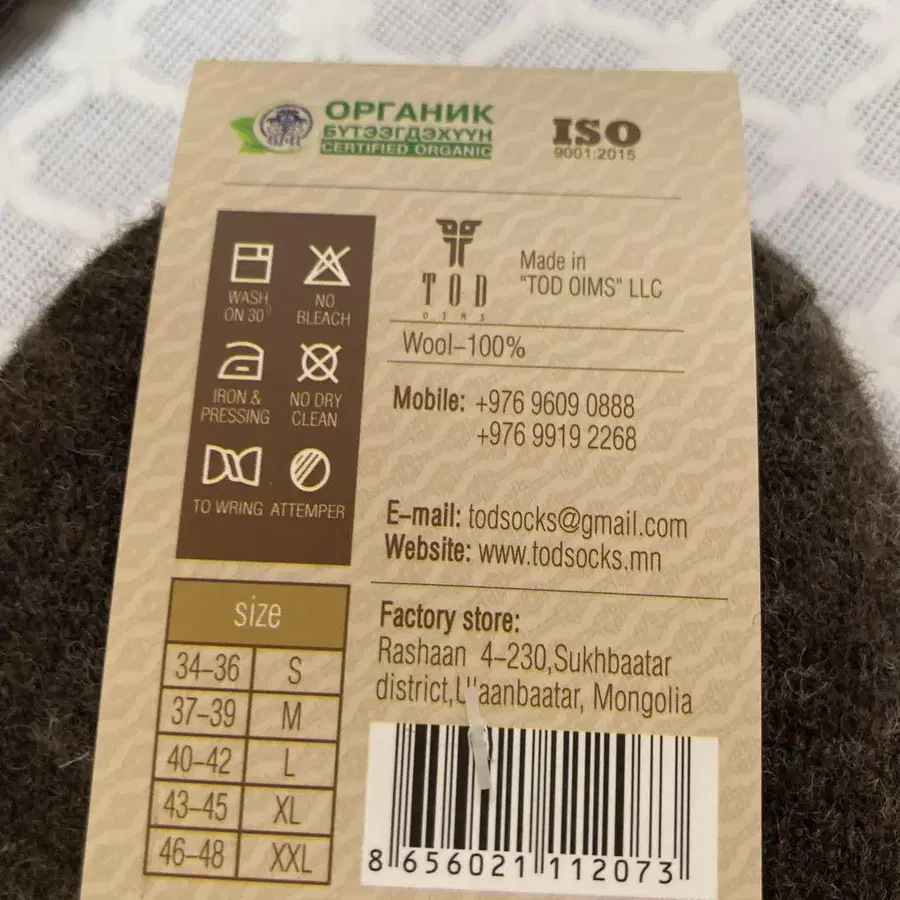 ОРГАНИК
БҮТЭЭГДЭХҮҮН
CERTIFIED ORGANIC
ISO
9001:2015
WASH
ON 30°
NO
BLEACH
IRON &
PRESSING
NO DRY
CLEAN
TO WRING
ATTEMPER
TOD
OIMS
Made in
"TOD OIMS" LLC
Wool-100%
Mobile: +976 9609 0888
+976 9919 2268
E-mail: todsocks@gmail.com
Website: www.todsocks.mn
size
34-36 S
37-39 M
40-42 L
43-45 XL
46-48 XXL
Factory store:
Rashaan 4-230,Sukhbaatar
district,Ulaanbaatar, Mongolia
8 656021 112073